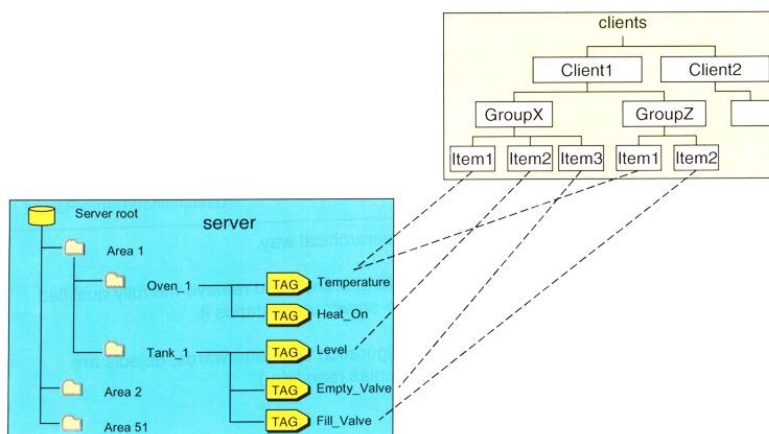 clients
Client1 Client2
GroupX GroupZ
Item1 Item2 Item3 Item1 Item2
Server root
server
Area 1
Oven_1 TAG Temperature
TAG Heat_On
Tank_1 TAG Level
Area 2 TAG Empty_Valve
Area 51 TAG Fill_Valve